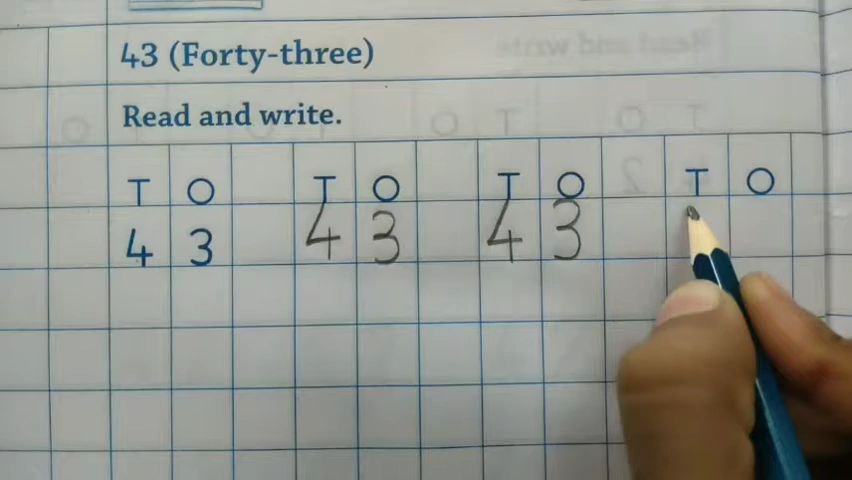 43 (Forty-three)
Read and write.
T O T O T O T O
4 3 4 3 4 3